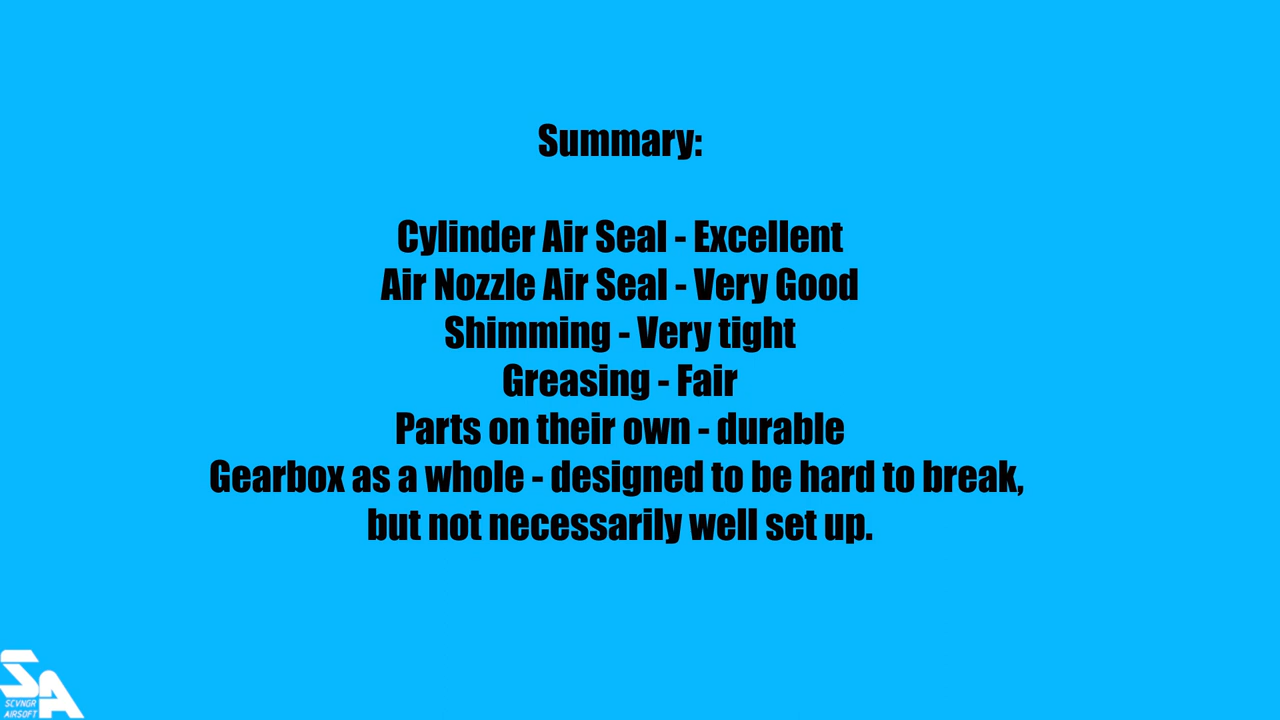 Summary:
Cylinder Air Seal - Excellent
Air Nozzle Air Seal - Very Good
Shimming - Very tight
Greasing - Fair
Parts on their own - durable
Gearbox as a whole - designed to be hard to break,
but not necessarily well set up.
SA
SCVNGR
AIRSOFT